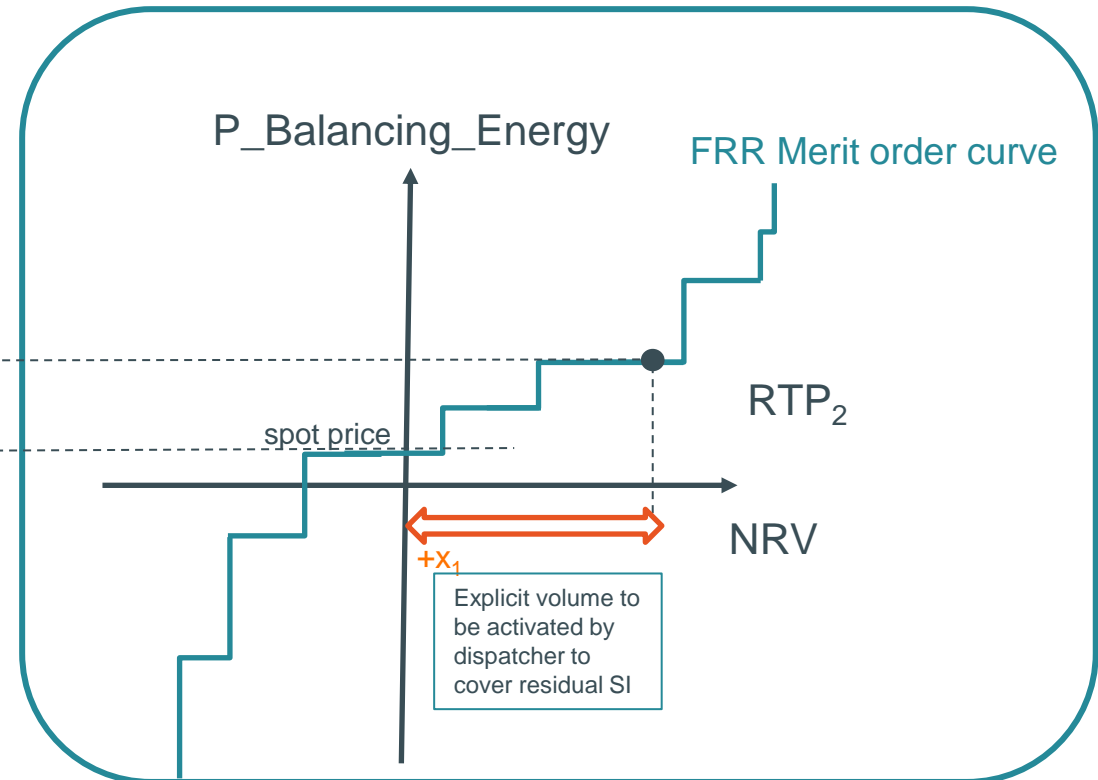 P_Balancing_Energy
FRR Merit order curve
RTP₂
spot price
NRV
+x₁
Explicit volume to
be activated by
dispatcher to
cover residual SI